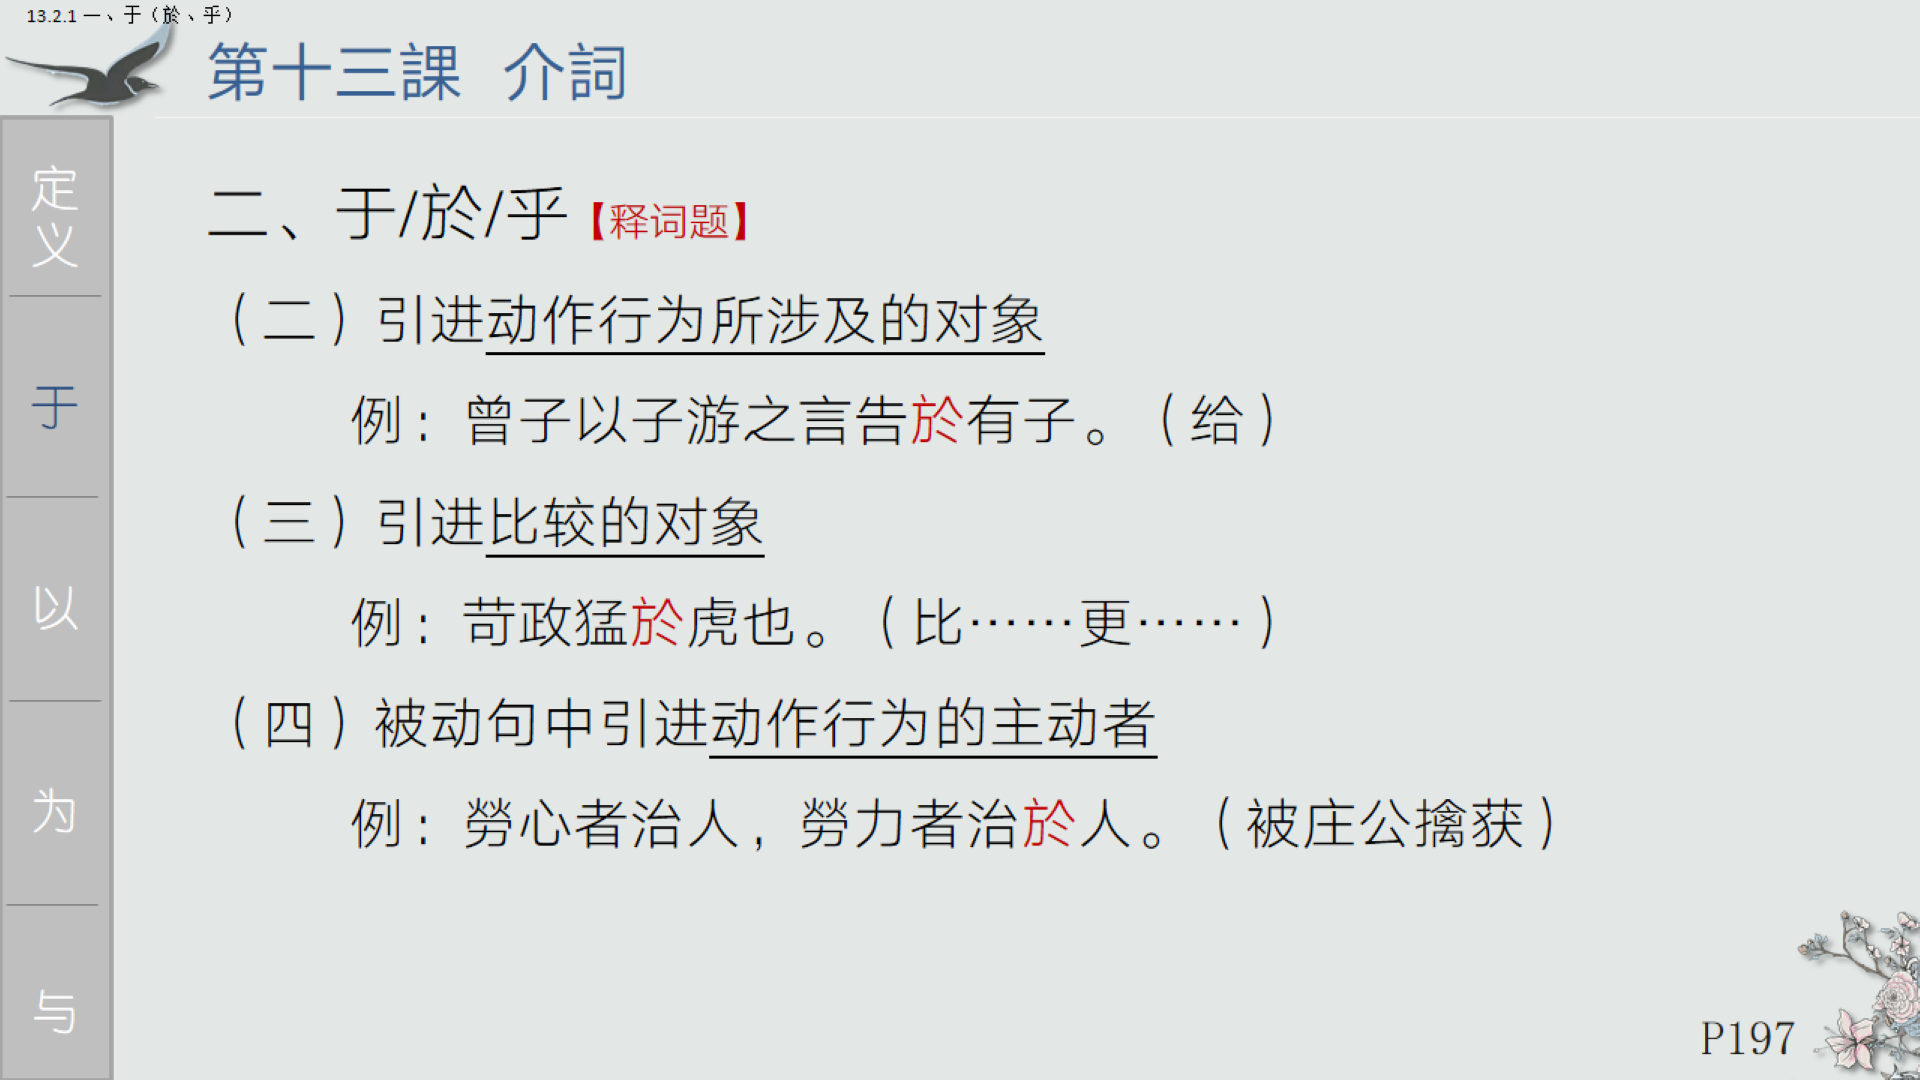 13.2.1 一、于（於、乎）
第十三課 介詞
定义
于
以
为
与
二、于/於/乎【释词题】
（二）引进动作行为所涉及的对象
例：曾子以子游之言告於有子。（给）
（三）引进比较的对象
例：苛政猛於虎也。（比……更……）
（四）被动句中引进动作行为的主动者
例：勞心者治人，勞力者治於人。（被庄公擒获）
P197